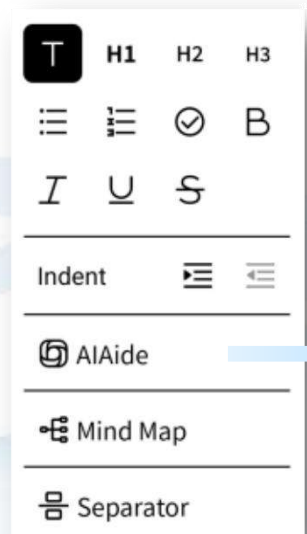 T H1 H2 H3
B
I U S
Indent
AIAide
Mind Map
Separator